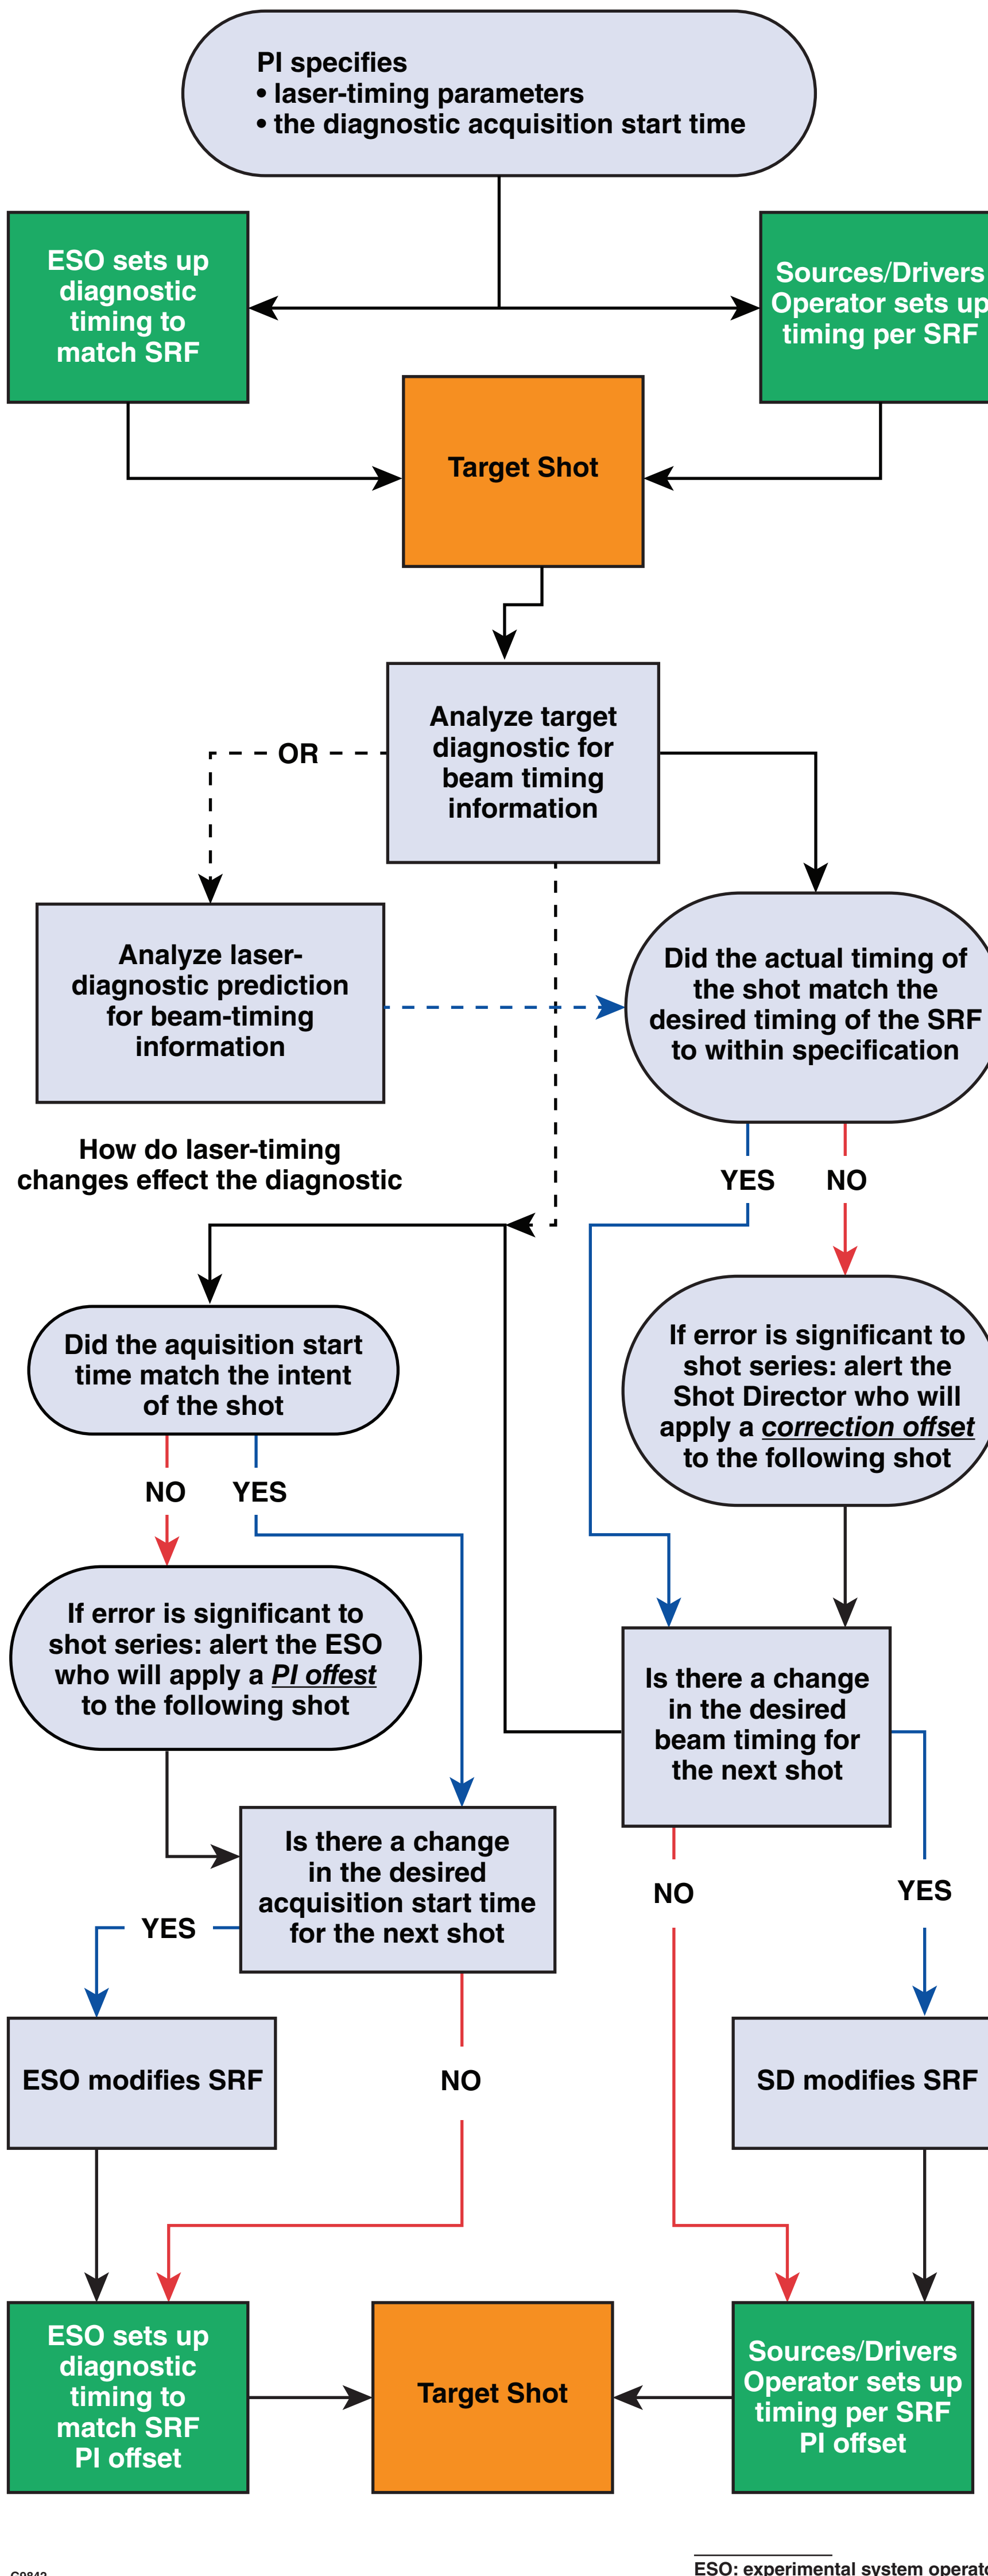 PI specifies
• laser-timing parameters
• the diagnostic acquisition start time
ESO sets up
diagnostic
timing to
match SRF
Sources/Drivers
Operator sets up
timing per SRF
Target Shot
Analyze target
diagnostic for
beam timing
information
OR
Analyze laser-
diagnostic prediction
for beam-timing
information
Did the actual timing of
the shot match the
desired timing of the SRF
to within specification
How do laser-timing
changes effect the diagnostic
YES
NO
Did the aquisition start
time match the intent
of the shot
If error is significant to
shot series: alert the
Shot Director who will
apply a correction offset
to the following shot
NO
YES
If error is significant to
shot series: alert the ESO
who will apply a PI offest
to the following shot
Is there a change
in the desired
beam timing for
the next shot
Is there a change
in the desired
acquisition start time
for the next shot
NO
YES
YES
ESO modifies SRF
NO
SD modifies SRF
ESO sets up
diagnostic
timing to
match SRF
PI offset
Target Shot
Sources/Drivers
Operator sets up
timing per SRF
PI offset
ESO: experimental system